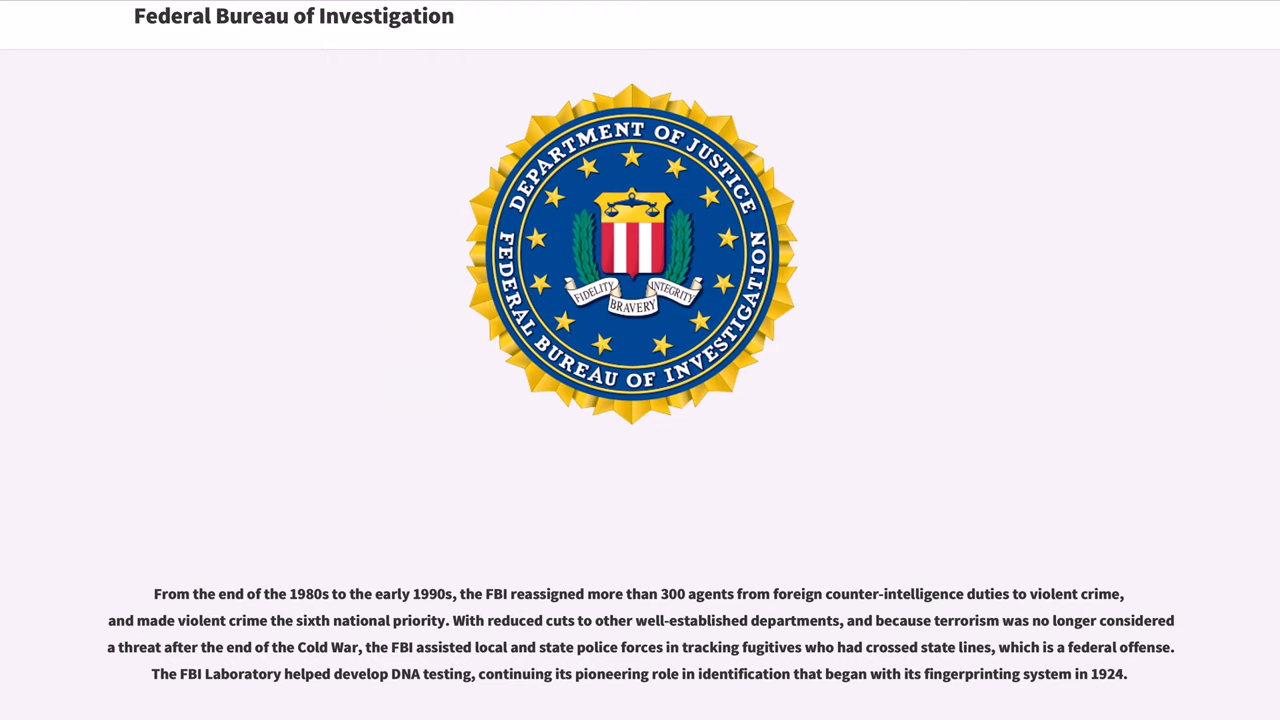 Federal Bureau of Investigation
DEPARTMENT OF JUSTICE
FEDERAL BUREAU OF INVESTIGATION
FIDELITY
BRAVERY
INTEGRITY
From the end of the 1980s to the early 1990s, the FBI reassigned more than 300 agents from foreign counter-intelligence duties to violent crime,
and made violent crime the sixth national priority. With reduced cuts to other well-established departments, and because terrorism was no longer considered
a threat after the end of the Cold War, the FBI assisted local and state police forces in tracking fugitives who had crossed state lines, which is a federal offense.
The FBI Laboratory helped develop DNA testing, continuing its pioneering role in identification that began with its fingerprinting system in 1924.